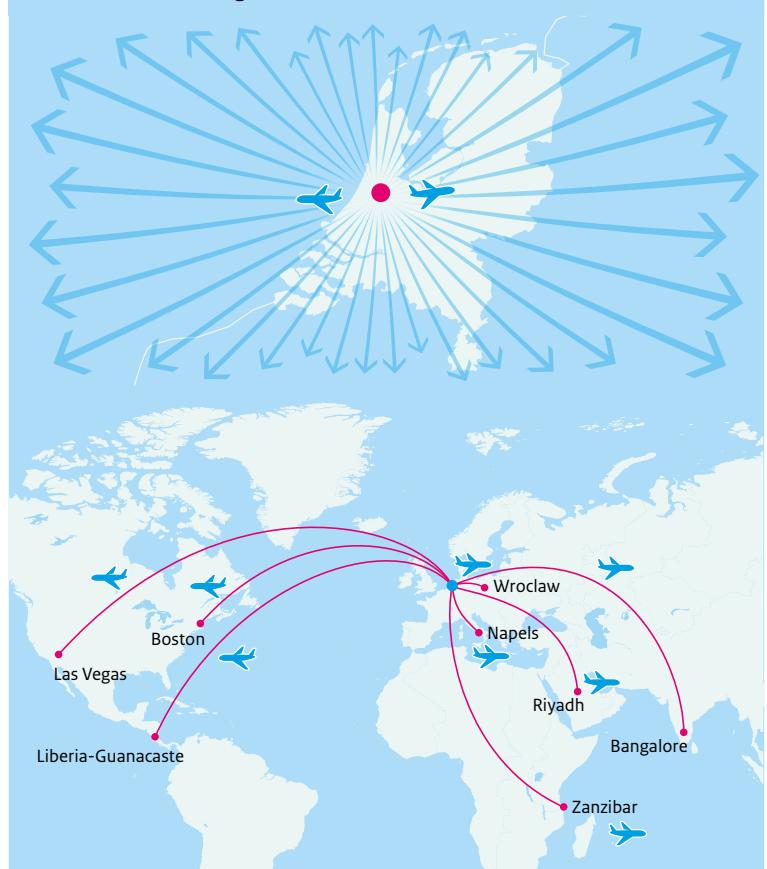 Wroclaw
Boston
Napels
Las Vegas
Riyadh
Bangalore
Liberia-Guanacaste
Zanzibar